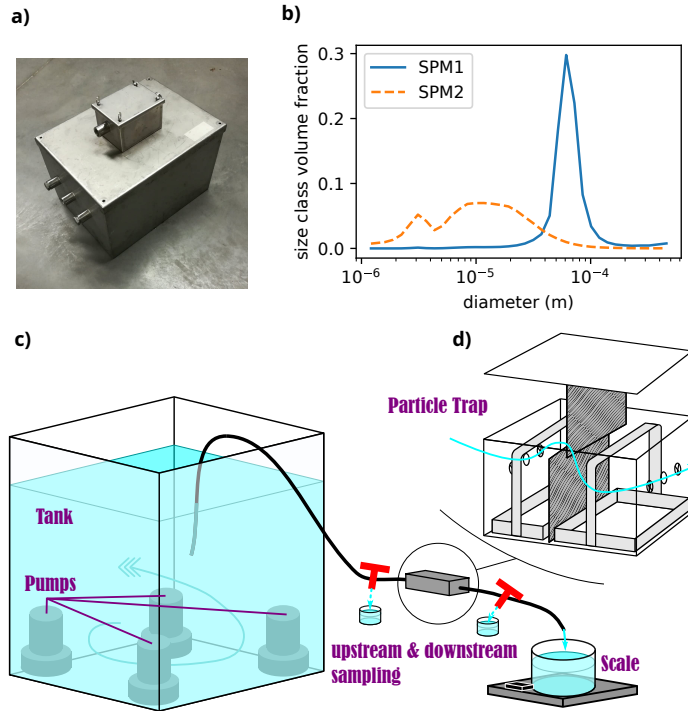 a)
b)
size class volume fraction
0.3
0.2
0.1
0.0
SPM1
SPM2
10⁻⁶
10⁻⁵
10⁻⁴
diameter (m)
c)
d)
Particle Trap
Tank
Pumps
upstream & downstream
sampling
Scale